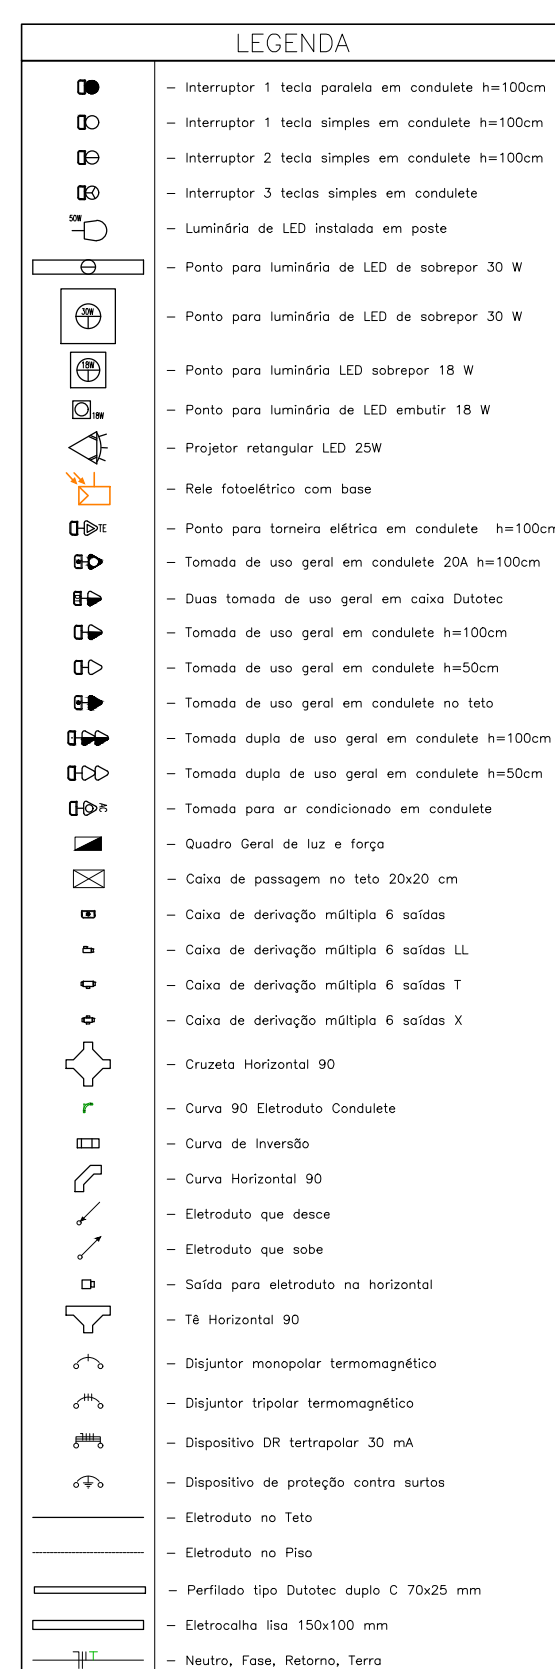 LEGENDA
– Interruptor 1 tecla paralela em condulete h=100cm
– Interruptor 1 tecla simples em condulete h=100cm
– Interruptor 2 tecla simples em condulete h=100cm
– Interruptor 3 teclas simples em condulete
50W – Luminária de LED instalada em poste
– Ponto para luminária de LED de sobrepor 30 W
30W – Ponto para luminária de LED de sobrepor 30 W
18W – Ponto para luminária LED sobrepor 18 W
18W – Ponto para luminária de LED embutir 18 W
– Projetor retangular LED 25W
– Rele fotoelétrico com base
TE – Ponto para torneira elétrica em condulete h=100cm
– Tomada de uso geral em condulete 20A h=100cm
– Duas tomada de uso geral em caixa Dutotec
– Tomada de uso geral em condulete h=100cm
– Tomada de uso geral em condulete h=50cm
– Tomada de uso geral em condulete no teto
– Tomada dupla de uso geral em condulete h=100cm
– Tomada dupla de uso geral em condulete h=50cm
– Tomada para ar condicionado em condulete
– Quadro Geral de luz e força
– Caixa de passagem no teto 20x20 cm
– Caixa de derivação múltipla 6 saídas
– Caixa de derivação múltipla 6 saídas LL
– Caixa de derivação múltipla 6 saídas T
– Caixa de derivação múltipla 6 saídas X
– Cruzeta Horizontal 90
– Curva 90 Eletroduto Condulete
– Curva de Inversão
– Curva Horizontal 90
– Eletroduto que desce
– Eletroduto que sobe
– Saída para eletroduto na horizontal
– Tê Horizontal 90
– Disjuntor monopolar termomagnético
– Disjuntor tripolar termomagnético
– Dispositivo DR tertrapolar 30 mA
– Dispositivo de proteção contra surtos
– Eletroduto no Teto
– Eletroduto no Piso
– Perfilado tipo Dutotec duplo C 70x25 mm
– Eletrocalha lisa 150x100 mm
– Neutro, Fase, Retorno, Terra